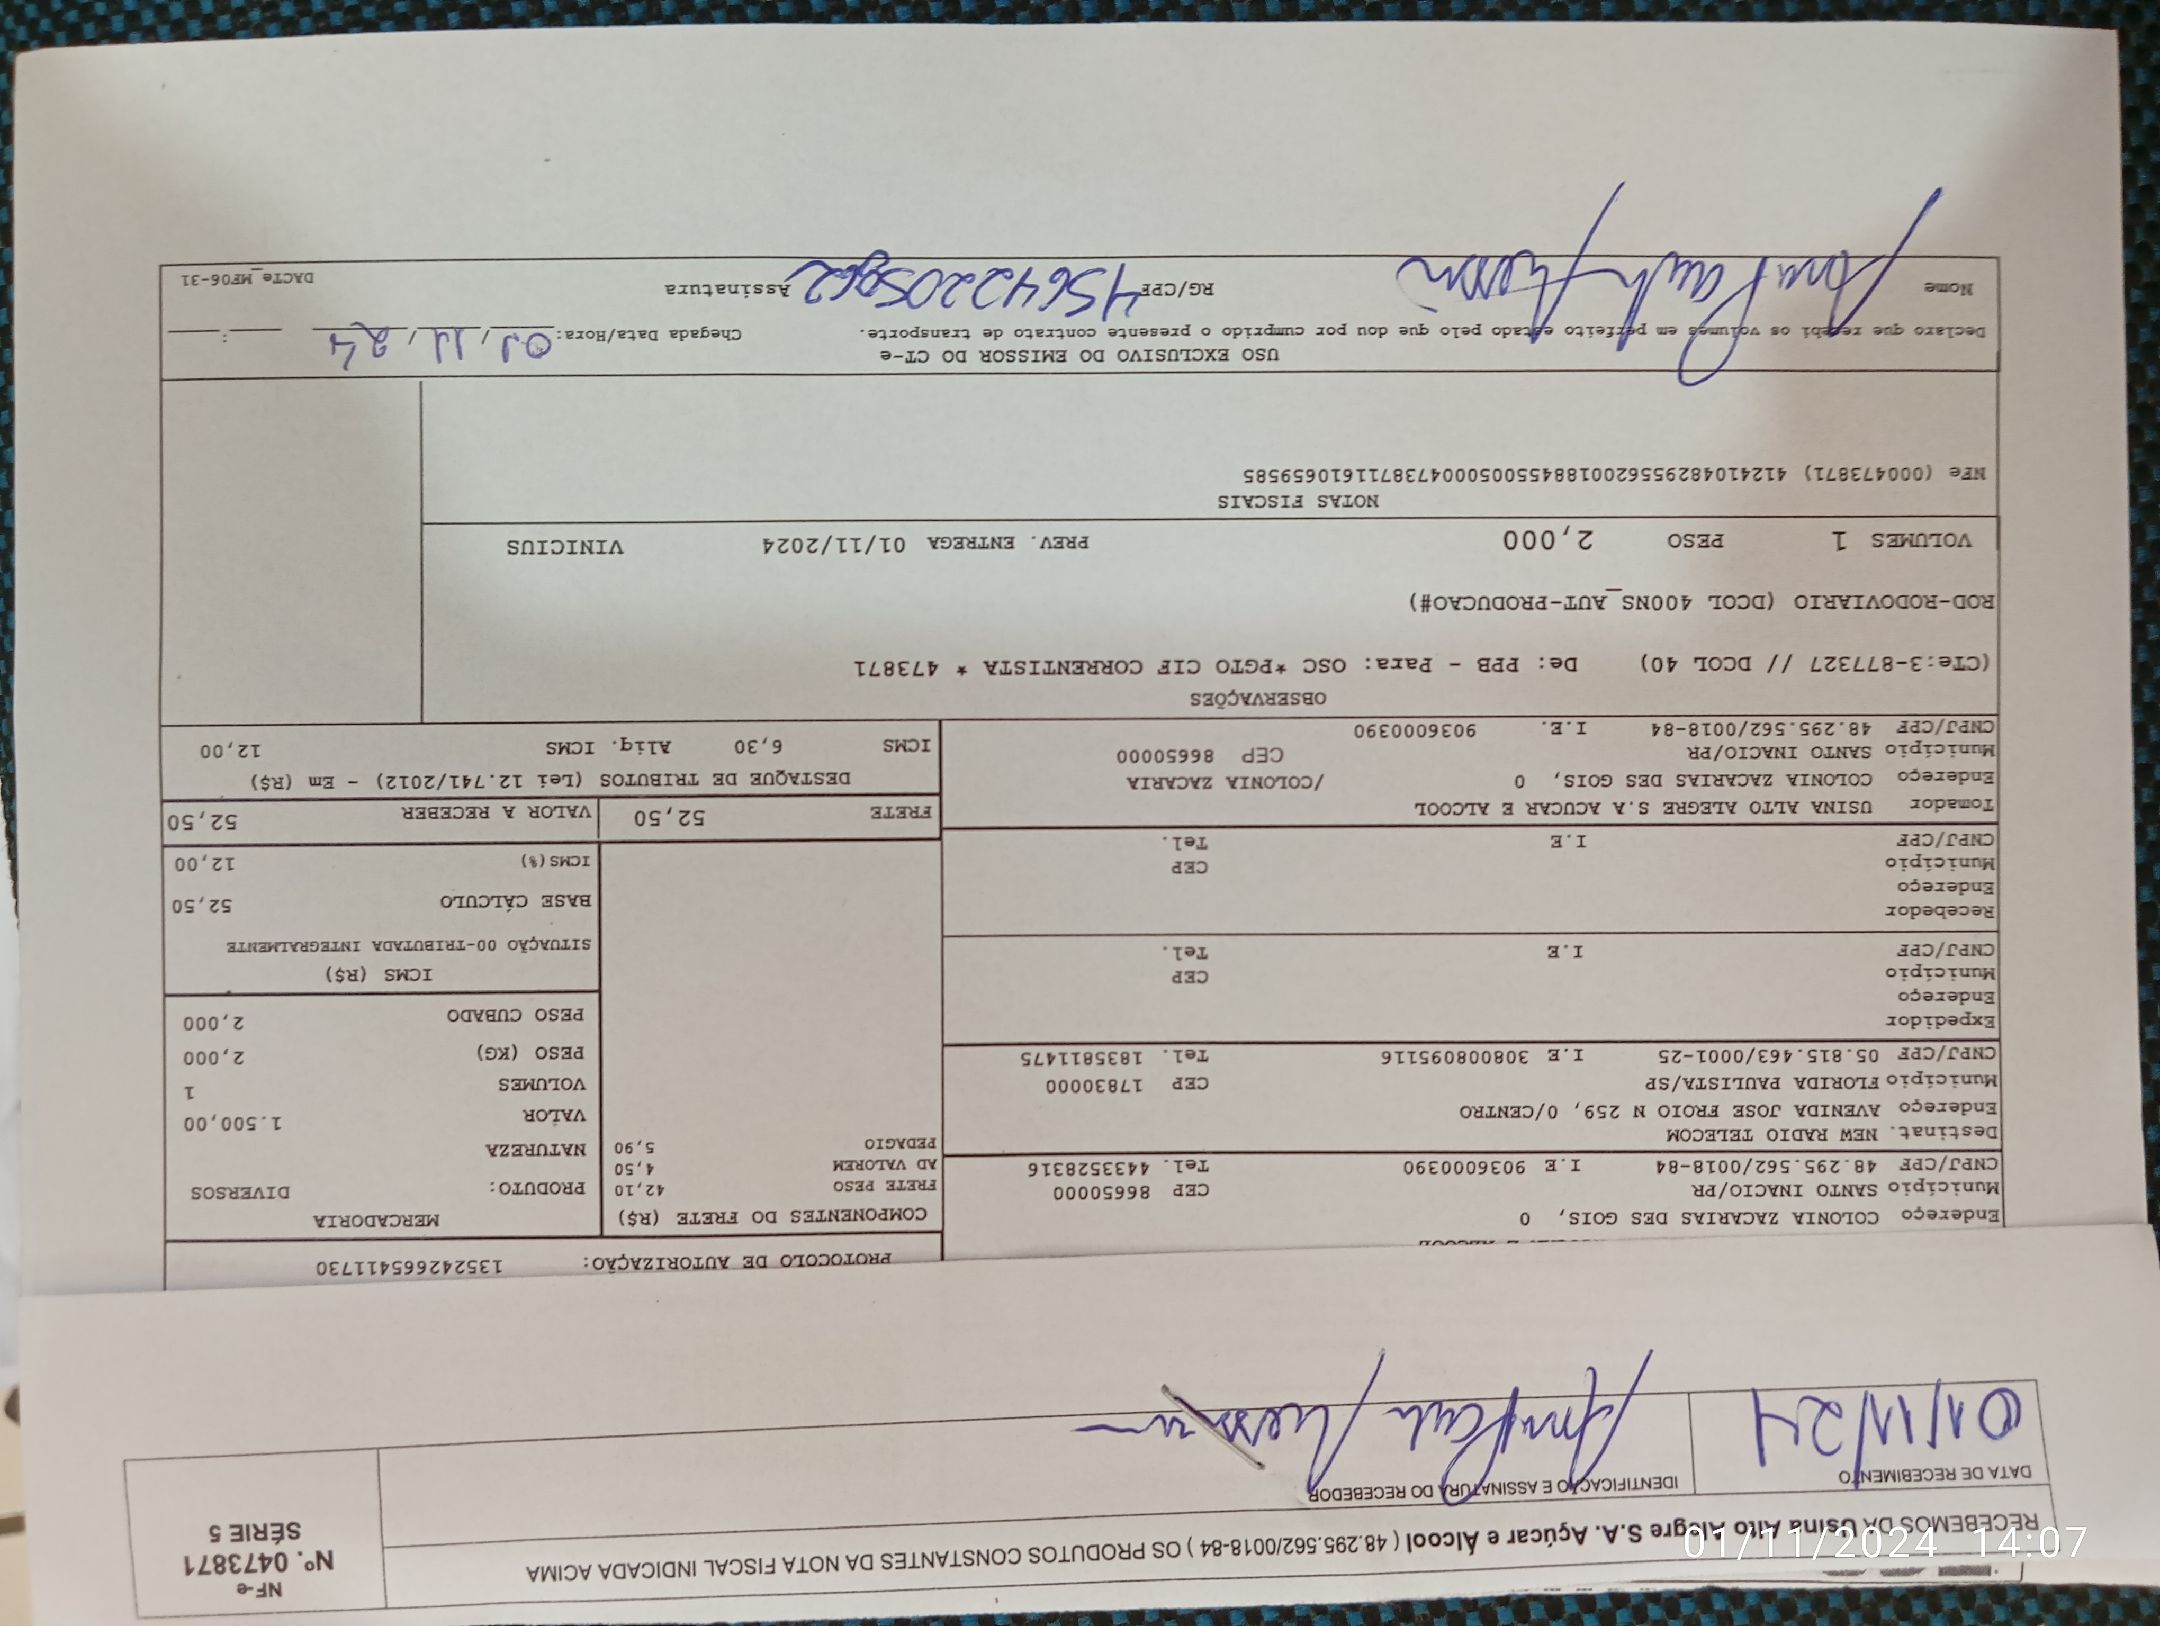 RECEBEMOS DA Usina Alto Alegre S.A. Açúcar e Álcool ( 48.295.562/0018-84 ) OS PRODUTOS CONSTANTES DA NOTA FISCAL INDICADA ACIMA
NF-e
Nº. 0473871
SÉRIE 5
DATA DE RECEBIMENTO
01/11/24
IDENTIFICAÇÃO E ASSINATURA DO RECEBEDOR
Ana Paula
PROTOCOLO DE AUTORIZAÇÃO: 135242665411730
Endereço COLONIA ZACARIAS DES GOIS, 0
Município SANTO INACIO/PR CEP 86650000
CNPJ/CPF 48.295.562/0018-84 I.E 9036000390 Tel. 4433528316
Destinat. NEW RADIO TELECOM
Endereço AVENIDA JOSE FROIO N 259, 0/CENTRO
Município FLORIDA PAULISTA/SP CEP 17830000
CNPJ/CPF 05.815.463/0001-25 I.E 308008095116 Tel. 183581 1475
Expedidor
Endereço
Município CEP
CNPJ/CPF I.E Tel.
Recebedor
Endereço
Município CEP
CNPJ/CPF I.E Tel.
Tomador USINA ALTO ALEGRE S.A ACUCAR E ALCOOL
Endereço COLONIA ZACARIAS DES GOIS, 0 /COLONIA ZACARIA
Município SANTO INACIO/PR CEP 86650000
CNPJ/CPF 48.295.562/0018-84 I.E. 9036000390
COMPONENTES DO FRETE (R$)
FRETE PESO 42,10
AD VALOREM 4,50
PEDAGIO 5,90
MERCADORIA
PRODUTO: DIVERSOS
NATUREZA
VALOR 1.500,00
VOLUMES 1
PESO (KG) 2,000
PESO CUBADO 2,000
ICMS (R$)
SITUAÇÃO 00-TRIBUTADA INTEGRALMENTE
BASE CÁLCULO 52,50
ICMS(%) 12,00
FRETE 52,50 VALOR A RECEBER 52,50
DESTAQUE DE TRIBUTOS (Lei 12.741/2012) - Em (R$)
ICMS 6,30 Aliq. ICMS 12,00
OBSERVAÇÕES
(CTe:3-877327 // DCOL 40) De: PPB - Para: OSC *PGTO CIF CORRENTISTA * 473871
ROD-RODOVIARIO (DCOL 400NS_AUT-PRODUCAO#)
VOLUMES 1 PESO 2,000 PREV. ENTREGA 01/11/2024 VINICIUS
NOTAS FISCAIS
NFe (000473871) 41241048295562001884550050004738711610659585
USO EXCLUSIVO DO EMISSOR DO CT-e
Declaro que recebi os volumes em perfeito estado pelo que dou por cumprido o presente contrato de transporte. Chegada Data/Hora: 01/11/24 :
Nome Ana Paula RG/CPF Assinatura
DACTe_MF06-31
01/11/2024 14:07